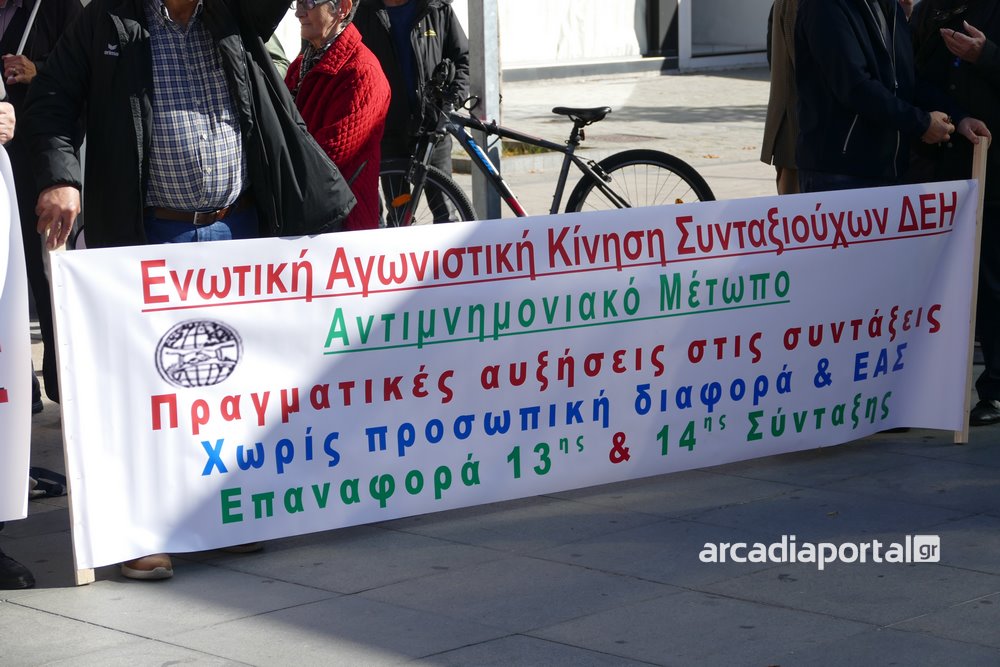 Ενωτική Αγωνιστική Κίνηση Συνταξιούχων ΔΕΗ
Αντιμνημονιακό Μέτωπο
Πραγματικές αυξήσεις στις συντάξεις
Χωρίς προσωπική διαφορά & ΕΑΣ
Επαναφορά 13ης & 14ης Σύνταξης
arcadiaportal.gr